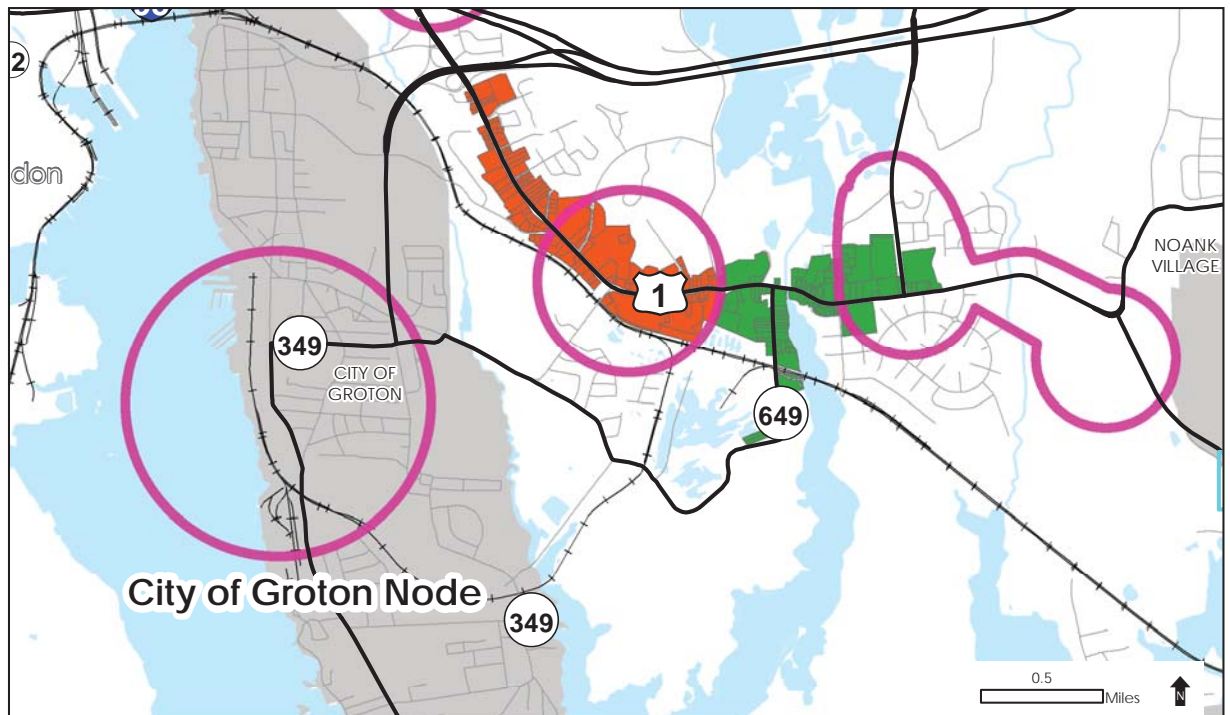 2
don
1
NOANK
VILLAGE
349
CITY OF
GROTON
649
City of Groton Node
349
0.5
Miles
N